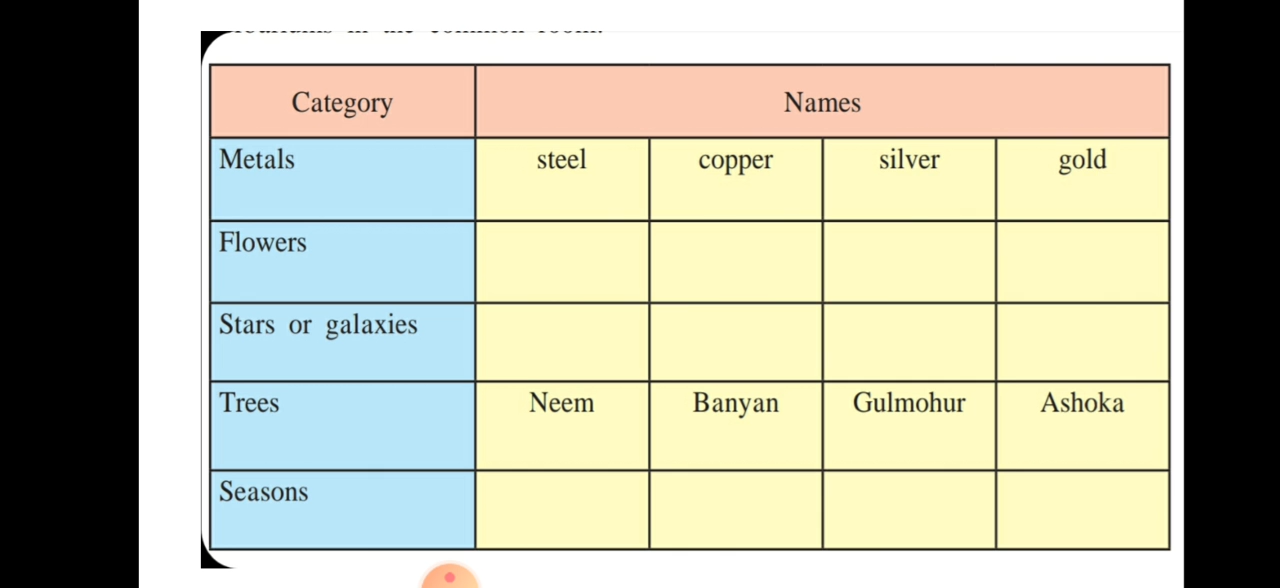 Category Names
Metals steel copper silver gold
Flowers
Stars or galaxies
Trees Neem Banyan Gulmohur Ashoka
Seasons